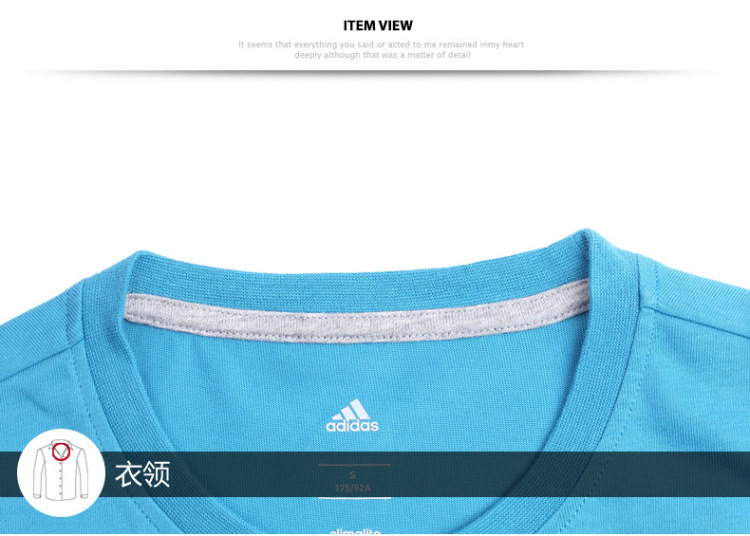 ITEM VIEW
It seems that everything you said or acted to me remained inmy heart
deeply although that was a matter of detail
adidas
衣领
S
175/92A
climalite